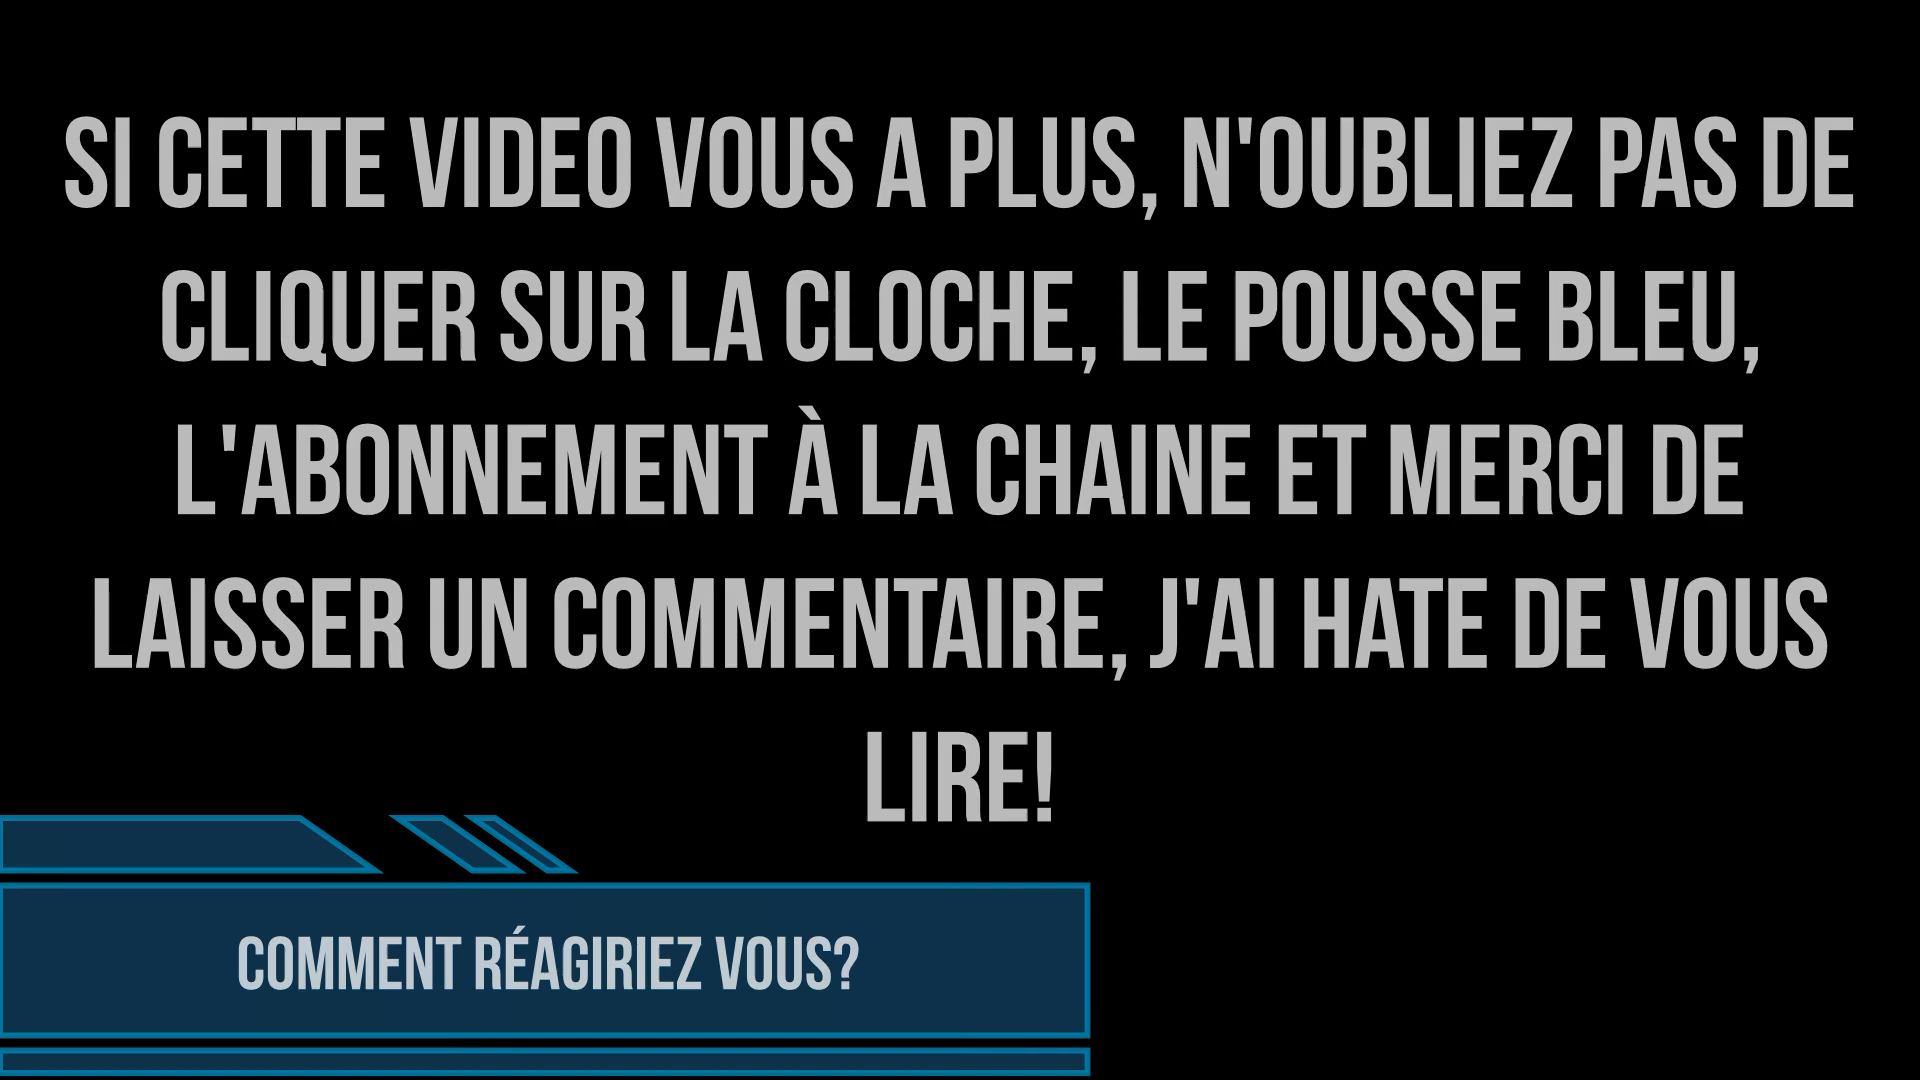 SI CETTE VIDEO VOUS A PLUS, N'OUBLIEZ PAS DE
CLIQUER SUR LA CLOCHE, LE POUSSE BLEU,
L'ABONNEMENT À LA CHAINE ET MERCI DE
LAISSER UN COMMENTAIRE, J'AI HATE DE VOUS
LIRE!
COMMENT RÉAGIRIEZ VOUS?